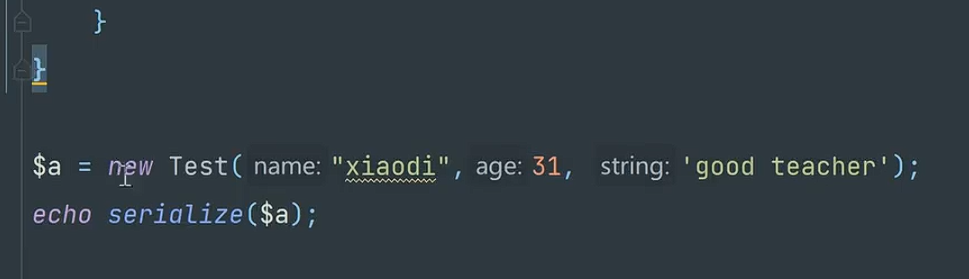 }
}
$a = new Test( name: "xiaodi", age: 31, string: 'good teacher');
echo serialize($a);